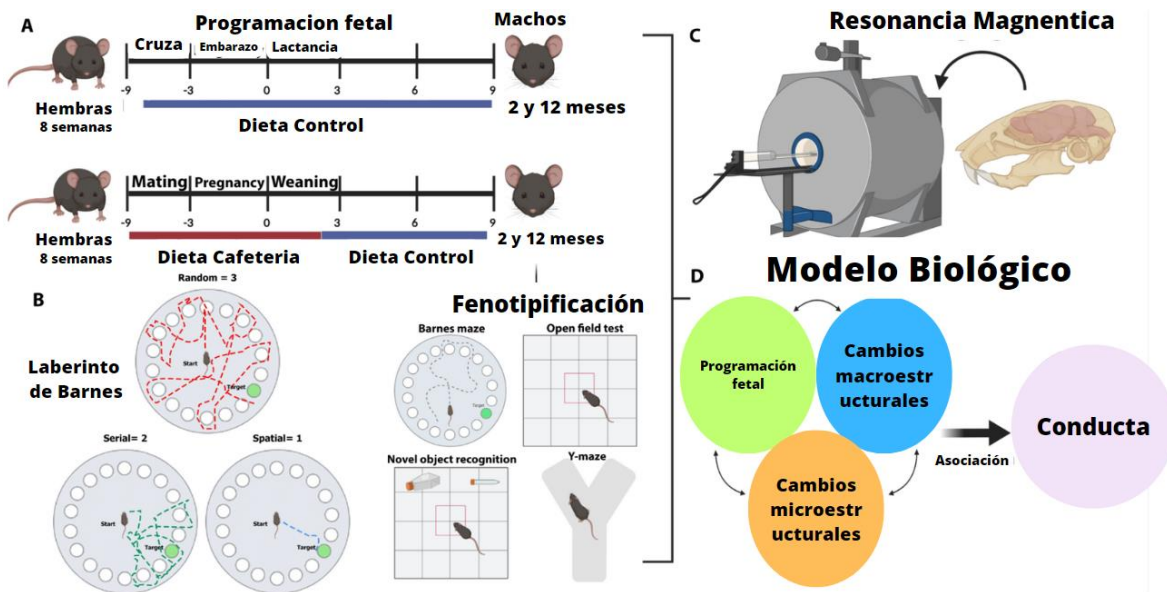 A
Programacion fetal
Machos
Cruza
Embarazo
Lactancia
-9
-3
0
3
6
9
Hembras
8 semanas
Dieta Control
2 y 12 meses
Mating
Pregnancy
Weaning
-9
-3
0
3
6
9
Hembras
8 semanas
Dieta Cafeteria
Dieta Control
2 y 12 meses
B
Random = 3
Laberinto
de Barnes
Start
Target
Serial= 2
Start
Target
Spatial= 1
Start
Target
Fenotipificación
Barnes maze
Target
Open field test
Novel object recognition
Y-maze
C
Resonancia Magnentica
D
Modelo Biológico
Programación
fetal
Cambios
macroestr
ucturales
Cambios
microestr
ucturales
Asociación
Conducta